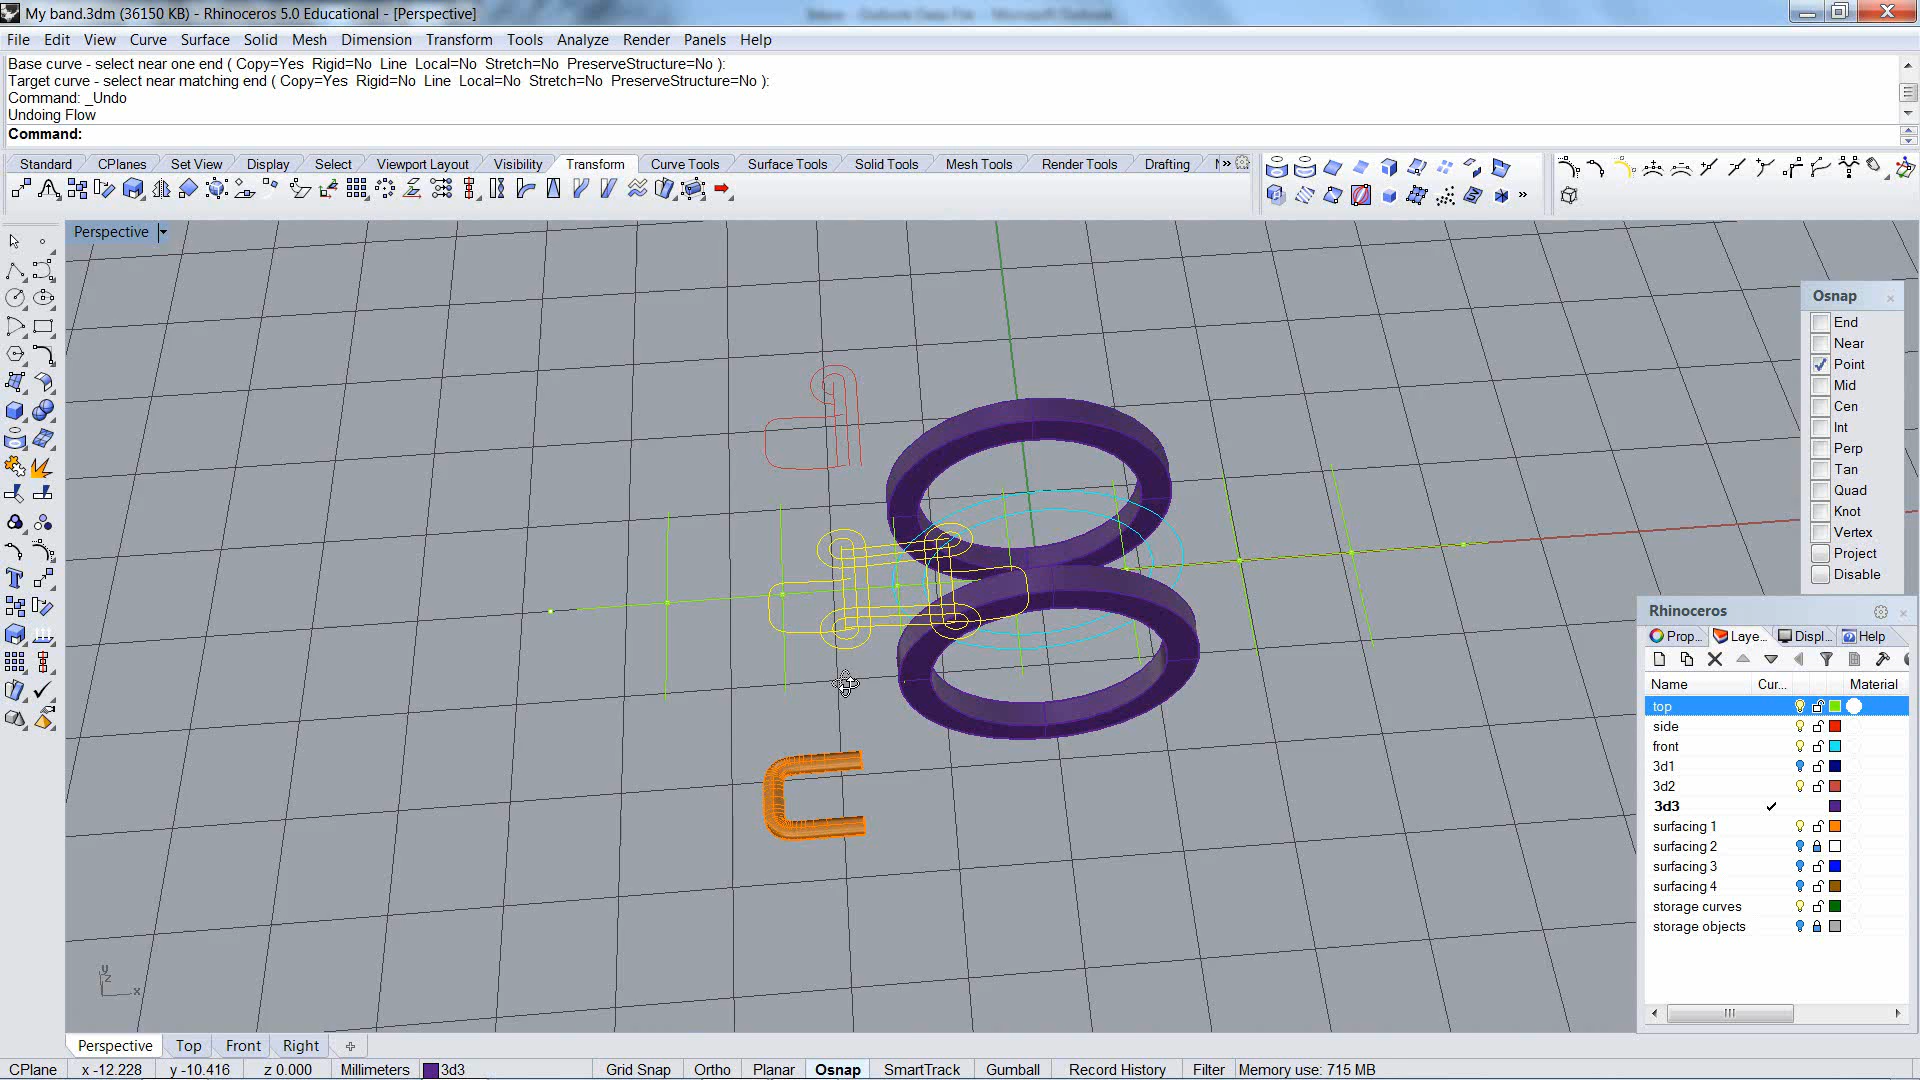 My band.3dm (36150 KB) - Rhinoceros 5.0 Educational - [Perspective]
File Edit View Curve Surface Solid Mesh Dimension Transform Tools Analyze Render Panels Help
Base curve - select near one end ( Copy=Yes Rigid=No Line Local=No Stretch=No PreserveStructure=No ):
Target curve - select near matching end ( Copy=Yes Rigid=No Line Local=No Stretch=No PreserveStructure=No ):
Command: _Undo
Undoing Flow
Command:
Standard CPlanes Set View Display Select Viewport Layout Visibility Transform Curve Tools Surface Tools Solid Tools Mesh Tools Render Tools Drafting
Perspective
Osnap
End
Near
Point
Mid
Cen
Int
Perp
Tan
Quad
Knot
Vertex
Project
Disable
Rhinoceros
Prop... Laye... Displ... Help
Name Cur... Material
top
side
front
3d1
3d2
3d3
surfacing 1
surfacing 2
surfacing 3
surfacing 4
storage curves
storage objects
y
z
x
Perspective Top Front Right
CPlane x -12.228 y -10.416 z 0.000 Millimeters 3d3 Grid Snap Ortho Planar Osnap SmartTrack Gumball Record History Filter Memory use: 715 MB